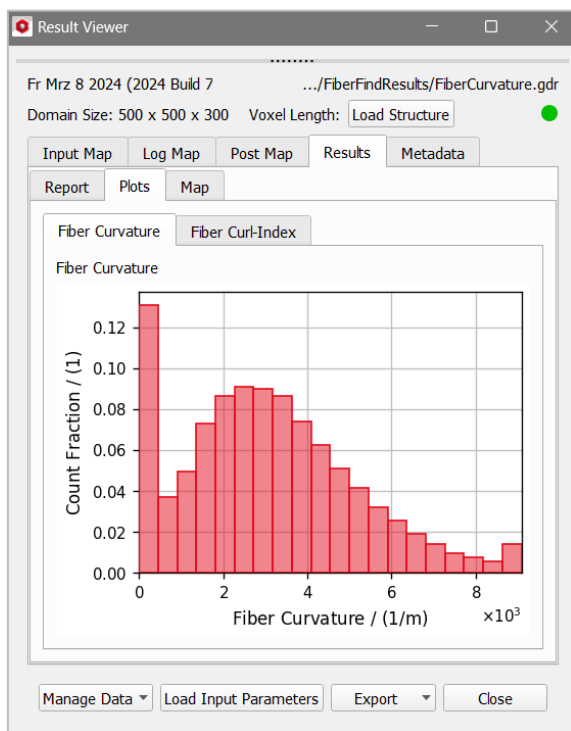 Result Viewer
Fr Mrz 8 2024 (2024 Build 7 .../FiberFindResults/FiberCurvature.gdr
Domain Size: 500 x 500 x 300 Voxel Length: Load Structure
Input Map Log Map Post Map Results Metadata
Report Plots Map
Fiber Curvature Fiber Curl-Index
Fiber Curvature
0.12
0.10
0.08
0.06
0.04
0.02
0.00
Count Fraction / (1)
0 2 4 6 8
×10³
Fiber Curvature / (1/m)
Manage Data Load Input Parameters Export Close